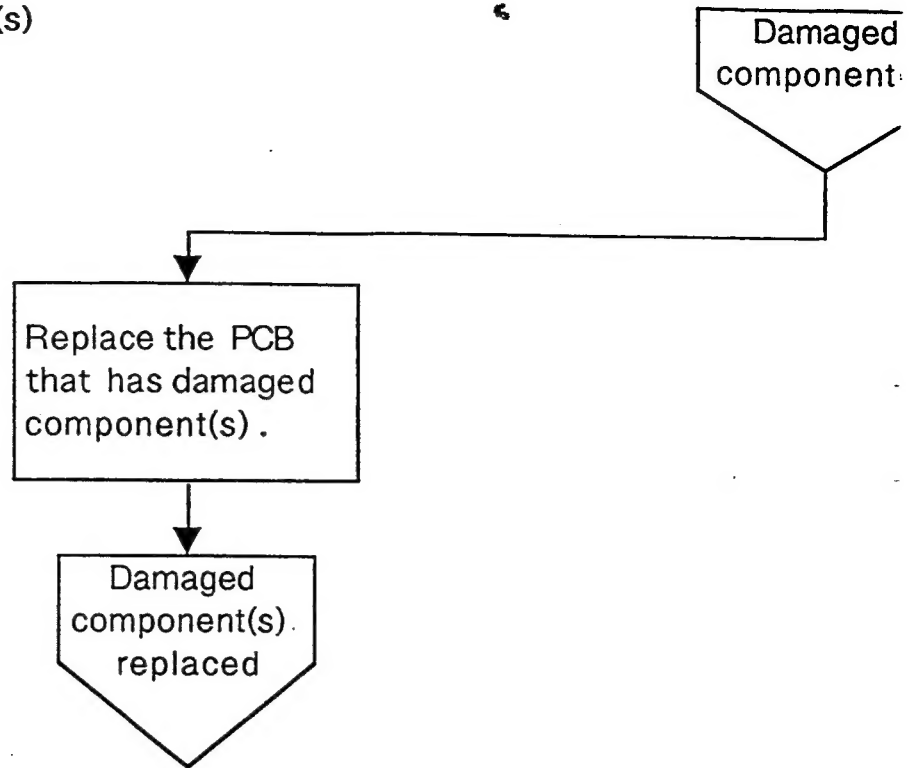 (s)
Damaged
component
Replace the PCB
that has damaged
component(s).
Damaged
component(s)
replaced